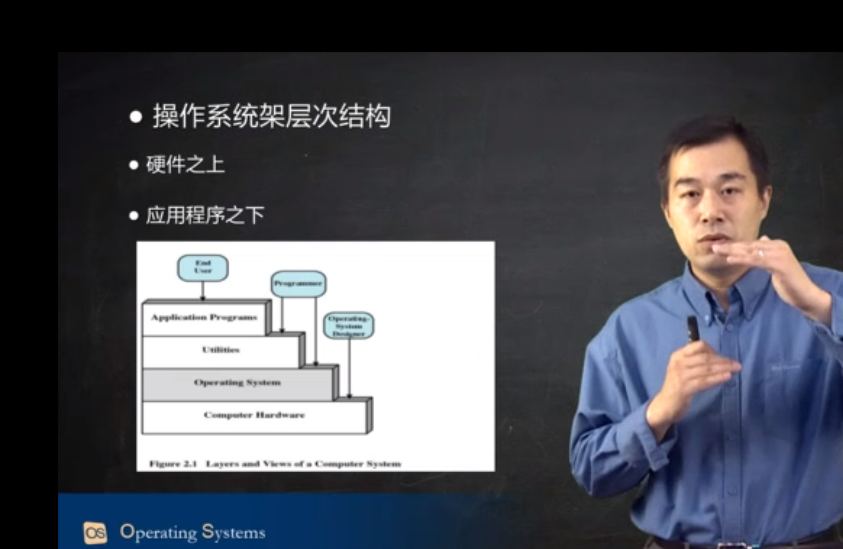 ● 操作系统架层次结构
● 硬件之上
● 应用程序之下
End
User
Programmer
Operating-
System
Designer
Application Programs
Utilities
Operating System
Computer Hardware
Figure 2.1 Layers and Views of a Computer System
OS Operating Systems